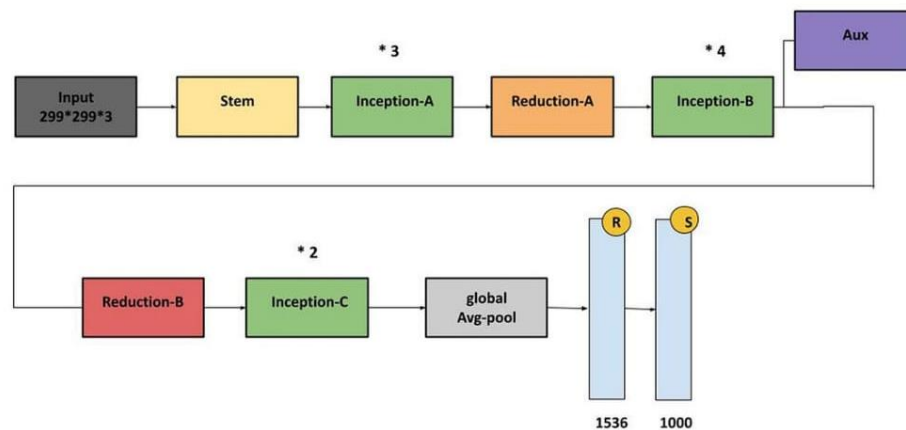 Aux
* 3
* 4
Input
299*299*3
Stem
Inception-A
Reduction-A
Inception-B
R
S
* 2
Reduction-B
Inception-C
global
Avg-pool
1536
1000